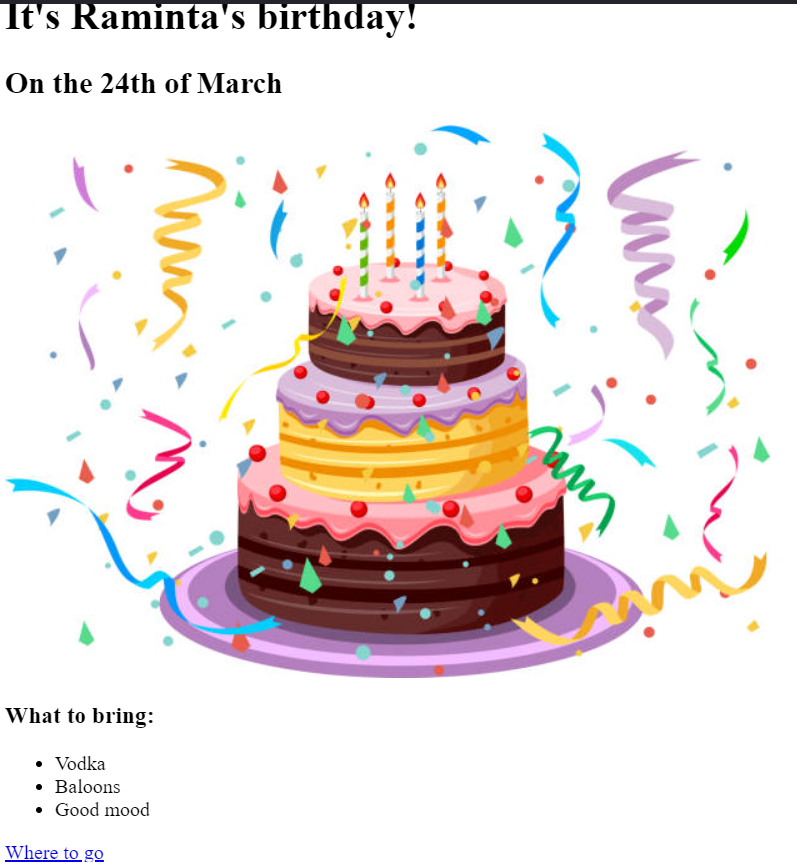 It's Raminta's birthday!
On the 24th of March
What to bring:
Vodka
Baloons
Good mood
Where to go